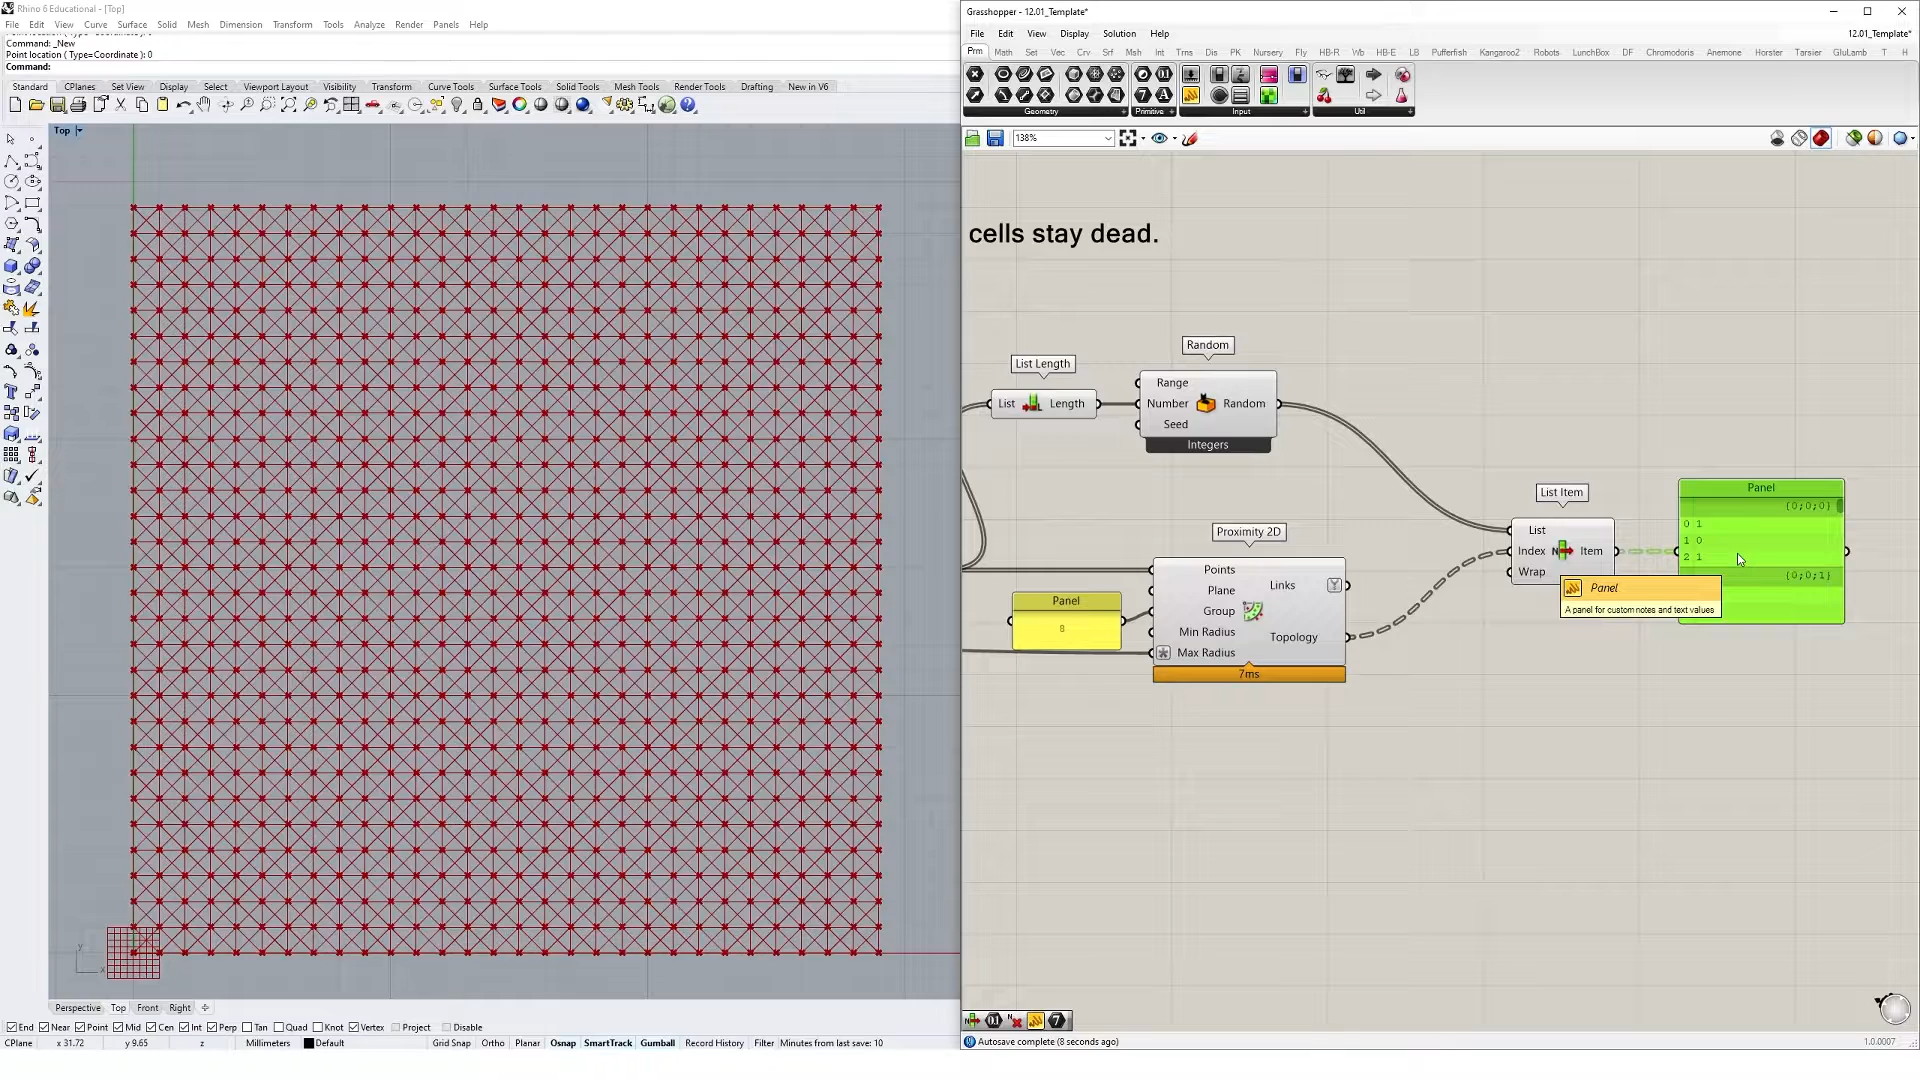 Rhino 6 Educational - [Top]
File Edit View Curve Surface Solid Mesh Dimension Transform Tools Analyze Render Panels Help
Point location ( Type=Coordinate ): 0
Command: _New
Point location ( Type=Coordinate ): 0
Command:
Standard CPlanes Set View Display Select Viewport Layout Visibility Transform Curve Tools Surface Tools Solid Tools Mesh Tools Render Tools Drafting New in V6
Top
y
x
Perspective Top Front Right
End Near Point Mid Cen Int Perp Tan Quad Knot Vertex Project Disable
CPlane x 31.72 y 9.65 z Millimeters Default Grid Snap Ortho Planar Osnap SmartTrack Gumball Record History Filter Minutes from last save: 10
Grasshopper - 12.01_Template*
File Edit View Display Solution Help
12.01_Template*
Prm Math Set Vec Crv Srf Msh Int Trns Dis PK Nursery Fly HB-R Wb HB-E LB Pufferfish Kangaroo2 Robots LunchBox DF Chromodoris Anemone Horster Tarsier GluLamb T H
Geometry Primitive Input Util
138%
cells stay dead.
Random
List Length
Range
List Length
Number Random
Seed
Integers
List Item
Panel
{0;0;0}
0 1
1 0
2 1
{0;0;1}
List
Index Item
Wrap
Panel
A panel for custom notes and text values
Proximity 2D
Points
Links
Plane
Group
Min Radius
Topology
Max Radius
7ms
Panel
8
Autosave complete (8 seconds ago)
1.0.0007